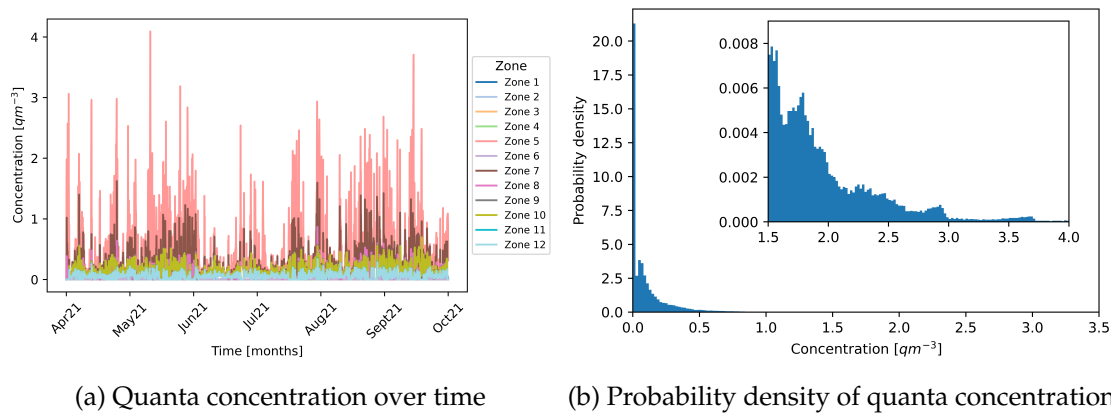 4
3
2
1
0
Concentration [qm⁻³]
Apr21
May21
Jun21
Jul21
Aug21
Sept21
Oct21
Time [months]
Zone
Zone 1
Zone 2
Zone 3
Zone 4
Zone 5
Zone 6
Zone 7
Zone 8
Zone 9
Zone 10
Zone 11
Zone 12
20.0
17.5
15.0
12.5
10.0
7.5
5.0
2.5
0.0
Probability density
0.008
0.006
0.004
0.002
0.000
1.5 2.0 2.5 3.0 3.5 4.0
0.0 0.5 1.0 1.5 2.0 2.5 3.0 3.5
Concentration [qm⁻³]
(a) Quanta concentration over time
(b) Probability density of quanta concentration